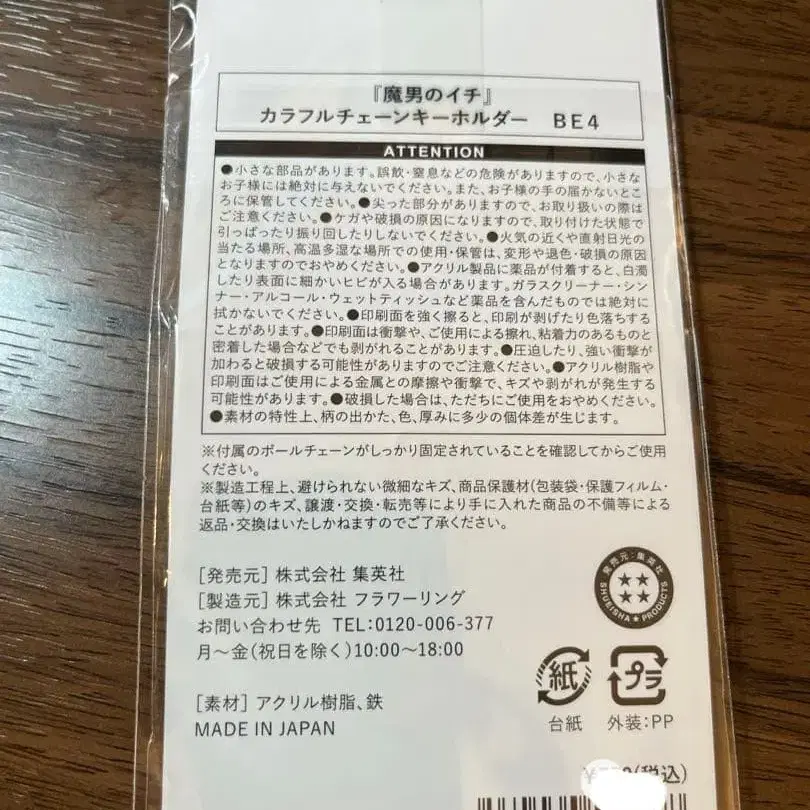 『魔男のイチ』
カラフルチェーンキーホルダー BE4
ATTENTION
●小さな部品があります。誤飲・窒息などの危険がありますので、小さな
お子様には絶対に与えないでください。また、お子様の手の届かないとこ
ろに保管してください。●尖った部分がありますので、お取り扱いの際は
ご注意ください。●ケガや破損の原因になりますので、取り付けた状態で
引っぱったり振り回したりしないでください。●火気の近くや直射日光の
当たる場所、高温多湿な場所での使用・保管は、変形や退色・破損の原因
となりますのでおやめください。●アクリル製品に薬品が付着すると、白濁
したり表面に細かいヒビが入る場合があります。ガラスクリーナー・シン
ナー・アルコール・ウェットティッシュなど薬品を含んだものでは絶対に
拭かないでください。●印刷面を強く擦ると、印刷が剥げたり色落ちする
ことがあります。●印刷面は衝撃や、ご使用による擦れ、粘着力のあるものと
密着した場合などでも剥がれることがあります。●圧迫したり、強い衝撃が
加わると破損する可能性がありますのでご注意ください。●アクリル樹脂や
印刷面はご使用による金属との摩擦や衝撃で、キズや剥がれが発生する
可能性があります。●破損した場合は、ただちにご使用をおやめください。
●素材の特性上、柄の出かた、色、厚みに多少の個体差が生じます。
※付属のボールチェーンがしっかり固定されていることを確認してからご使用
ください。
※製造工程上、避けられない微細なキズ、商品保護材(包装袋・保護フィルム・
台紙等)のキズ、譲渡・交換・転売等により手に入れた商品の不備等による
返品・交換はいたしかねますのでご了承ください。
[発売元] 株式会社 集英社
[製造元] 株式会社 フラワーリング
お問い合わせ先 TEL:0120-006-377
月〜金(祝日を除く)10:00〜18:00
[素材] アクリル樹脂、鉄
MADE IN JAPAN
発売元:集英社
SHUEISHA★PRODUCTS
紙
台紙
プラ
外装:PP
(税込)